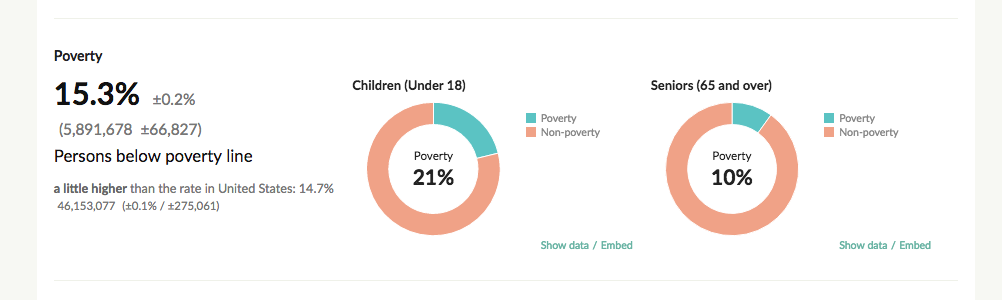 Poverty
15.3% ±0.2%
(5,891,678 ±66,827)
Persons below poverty line
a little higher than the rate in United States: 14.7%
46,153,077 (±0.1% / ±275,061)
Children (Under 18)
Poverty
Non-poverty
Poverty
21%
Show data / Embed
Seniors (65 and over)
Poverty
Non-poverty
Poverty
10%
Show data / Embed